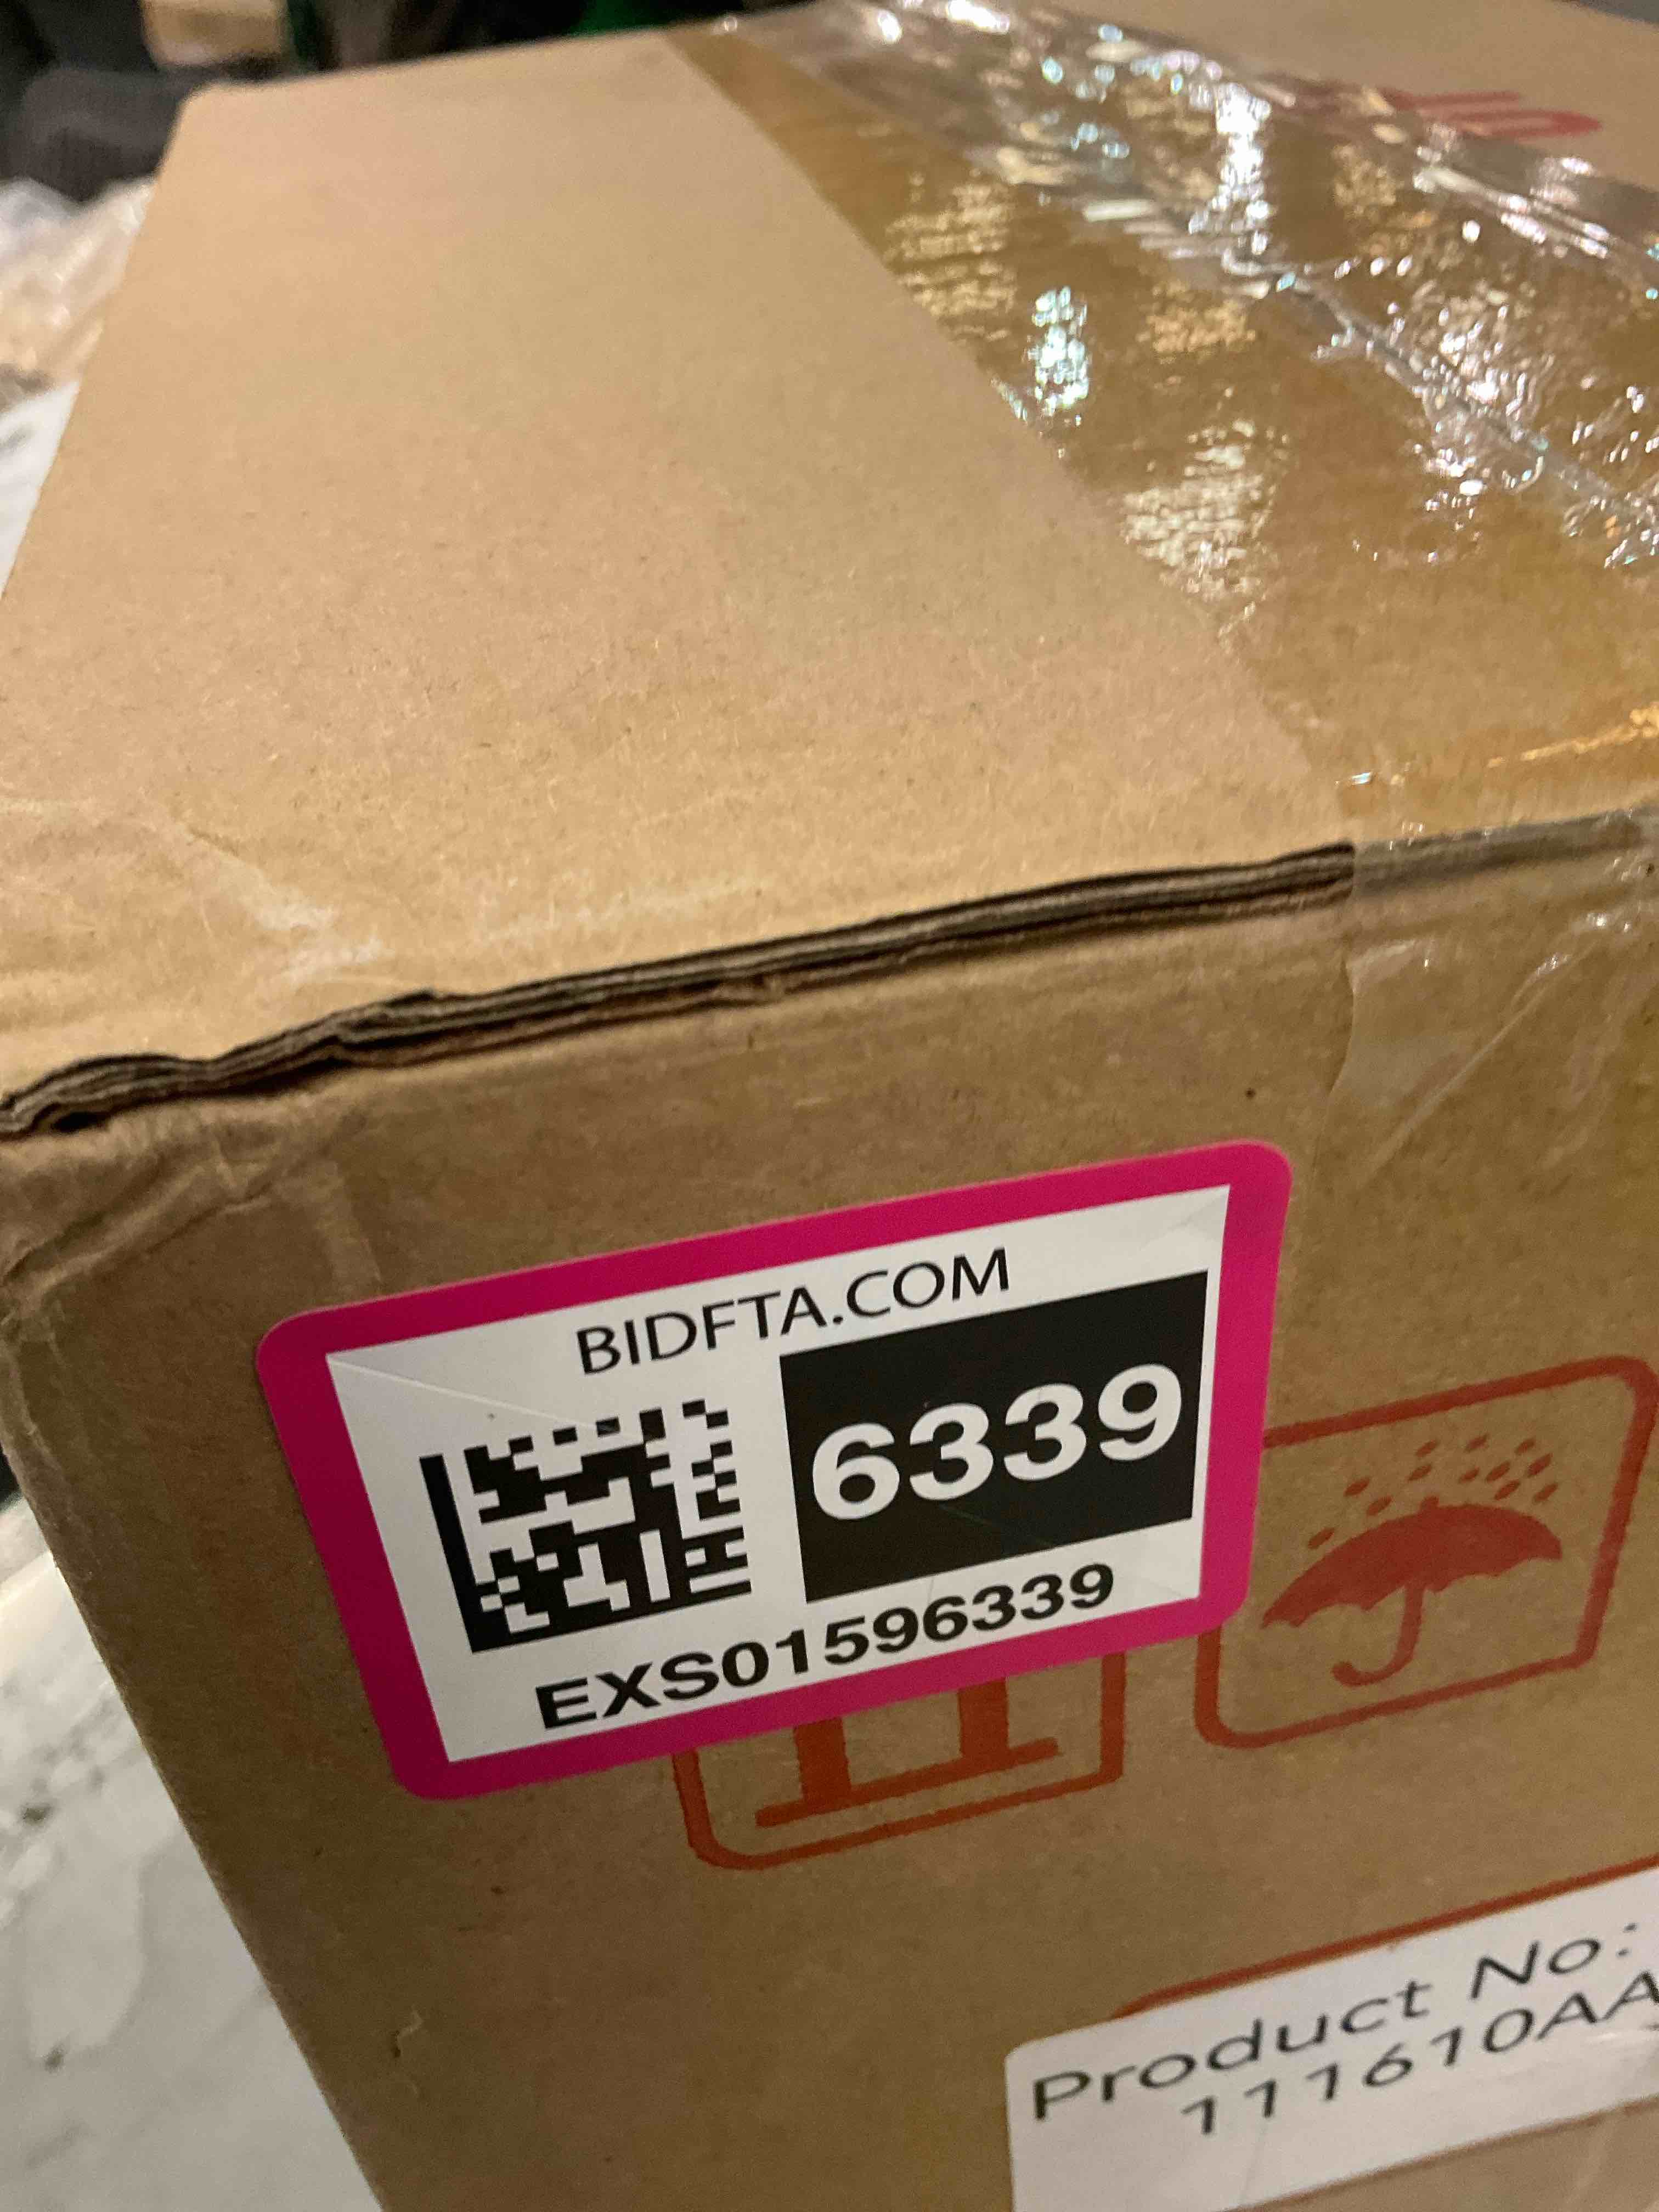 BIDFTA.COM
6339
EXS01596339
Product No:
111610AA